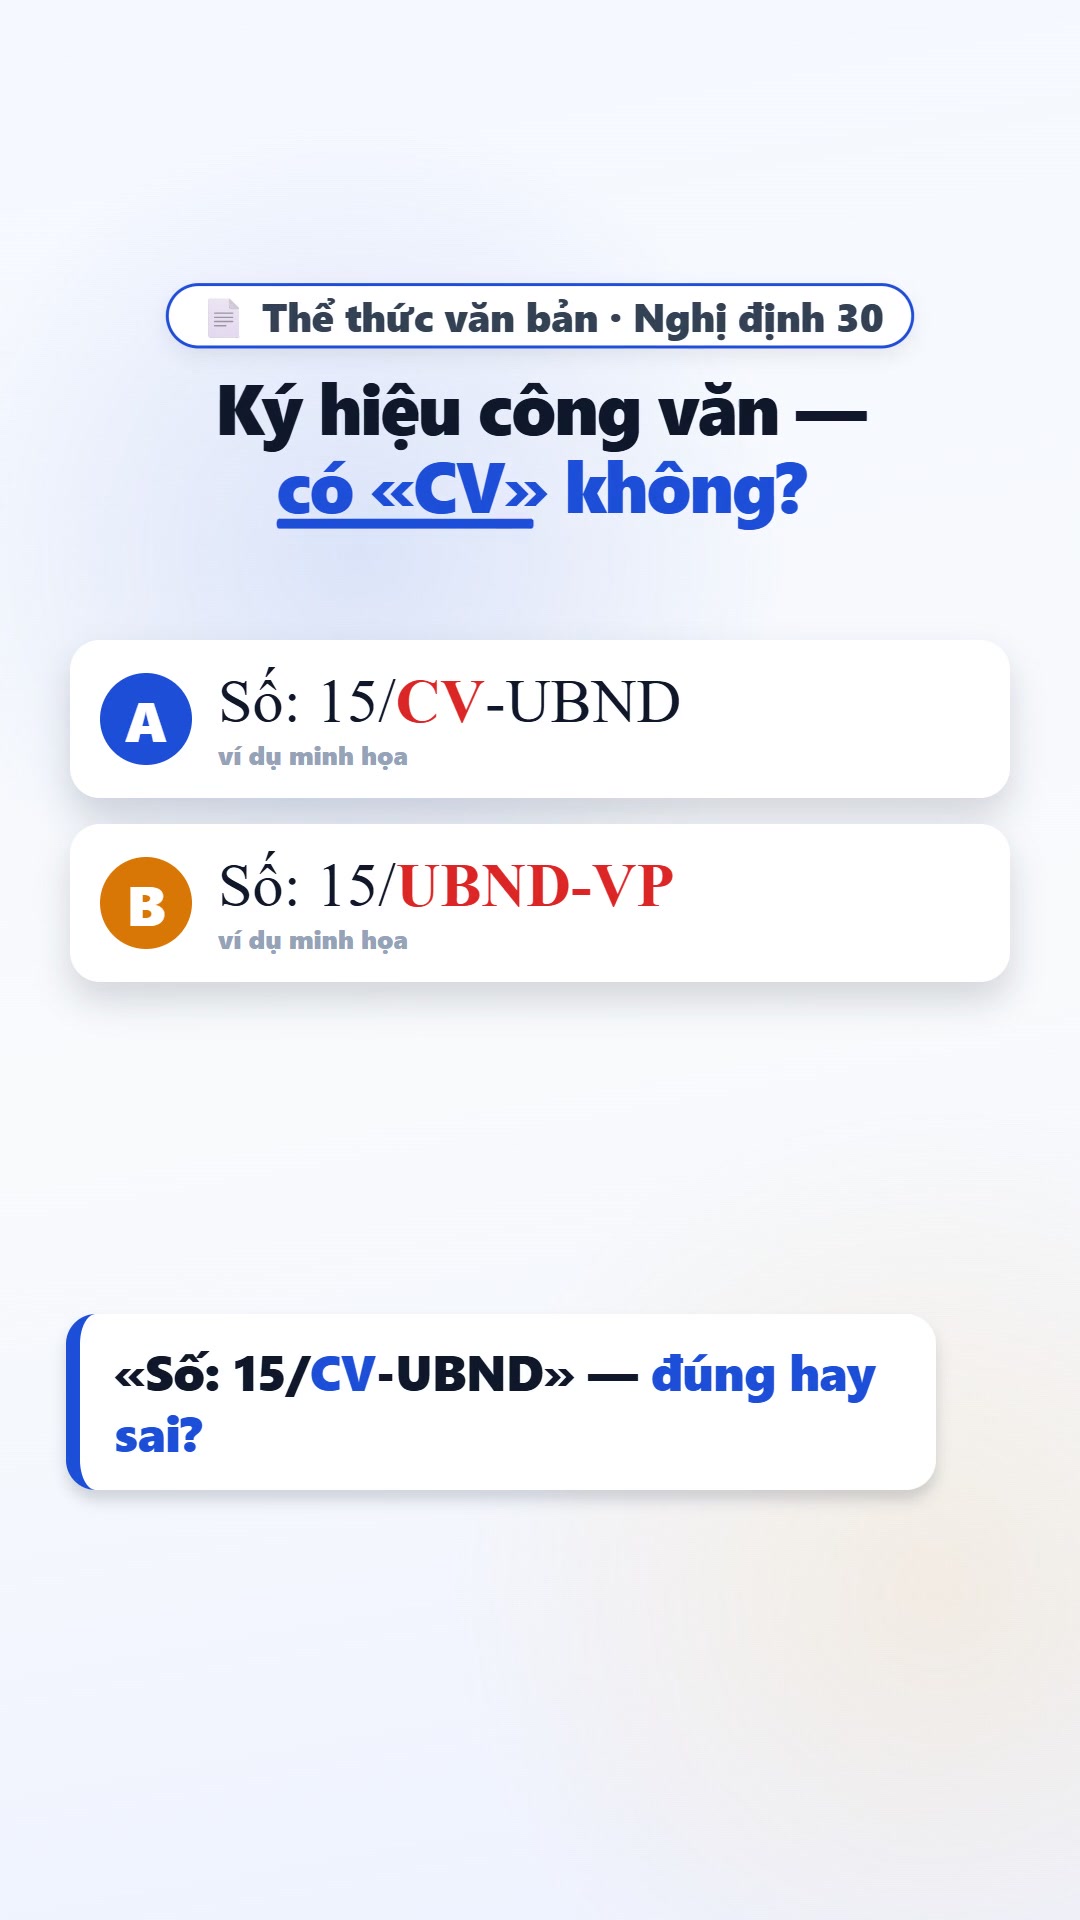 Thể thức văn bản · Nghị định 30
Ký hiệu công văn —
có «CV» không?
A
Số: 15/CV-UBND
ví dụ minh họa
B
Số: 15/UBND-VP
ví dụ minh họa
«Số: 15/CV-UBND» — đúng hay
sai?